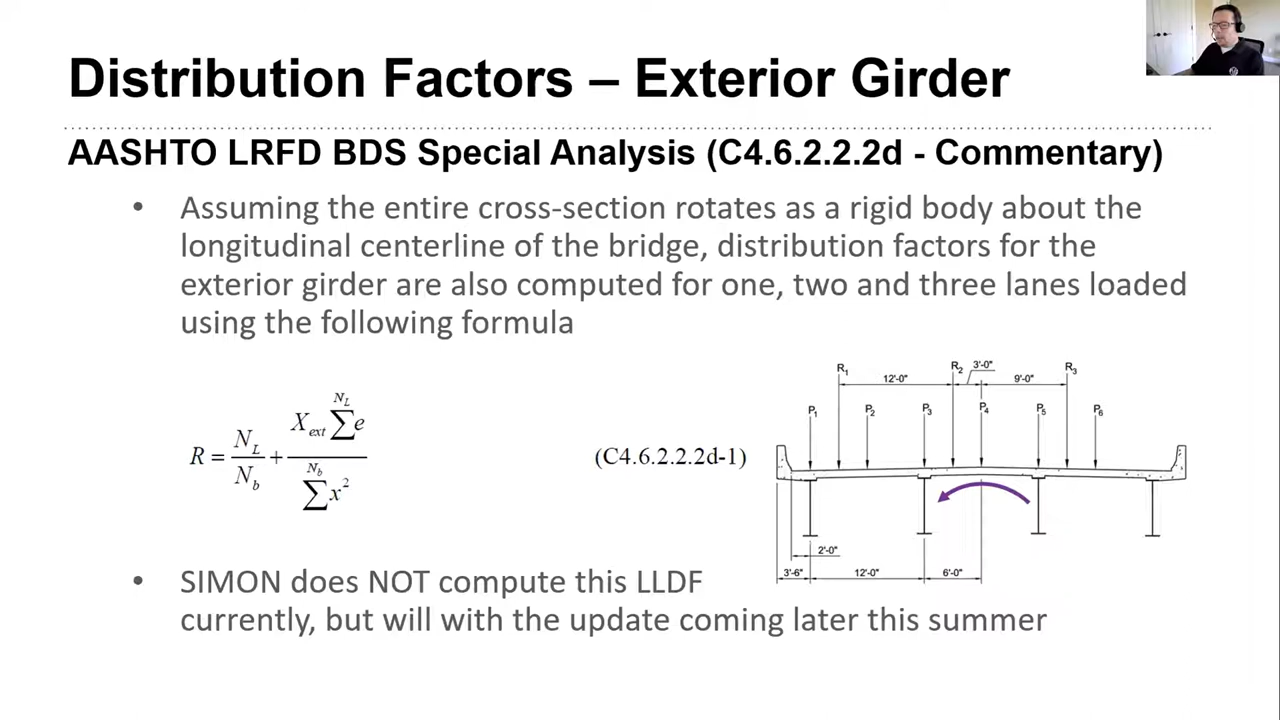 Distribution Factors – Exterior Girder
AASHTO LRFD BDS Special Analysis (C4.6.2.2.2d - Commentary)
• Assuming the entire cross-section rotates as a rigid body about the
longitudinal centerline of the bridge, distribution factors for the
exterior girder are also computed for one, two and three lanes loaded
using the following formula
R = N_L / N_b + X_ext ∑^{N_L} e / ∑^{N_b} x^2
(C4.6.2.2.2d-1)
R1 R2 3'-0" R3
12'-0" 9'-0"
P1 P2 P3 P4 P5 P6
2'-0"
3'-6" 12'-0" 6'-0"
• SIMON does NOT compute this LLDF
currently, but will with the update coming later this summer